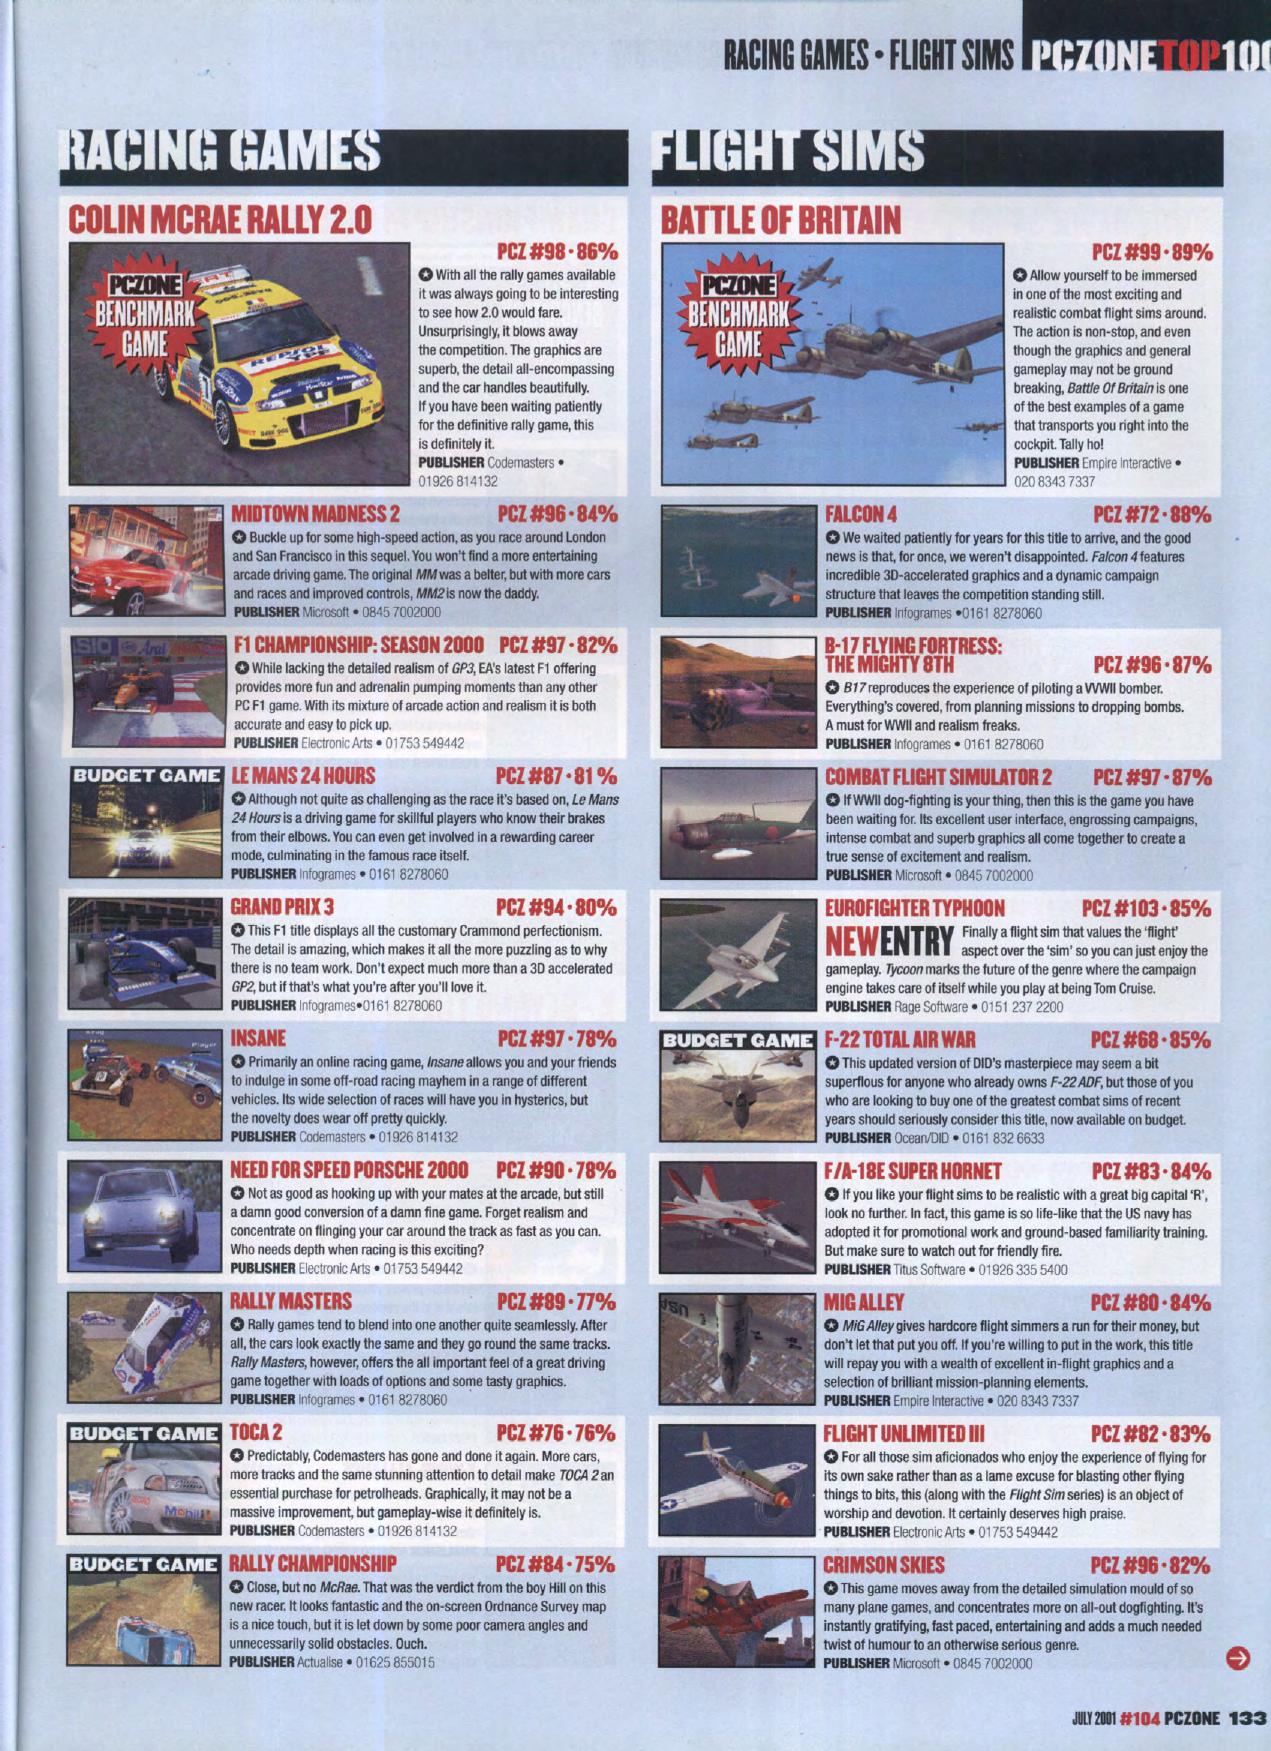 RACING GAMES • FLIGHT SIMS PCZONETOP100
RACING GAMES
COLIN MCRAE RALLY 2.0
PCZONE
BENCHMARK
GAME
PCZ #98 • 86%
With all the rally games available
it was always going to be interesting
to see how 2.0 would fare.
Unsurprisingly, it blows away
the competition. The graphics are
superb, the detail all-encompassing
and the car handles beautifully.
If you have been waiting patiently
for the definitive rally game, this
is definitely it.
PUBLISHER Codemasters •
01926 814132
MIDTOWN MADNESS 2 PCZ #96 • 84%
Buckle up for some high-speed action, as you race around London
and San Francisco in this sequel. You won't find a more entertaining
arcade driving game. The original MM was a belter, but with more cars
and races and improved controls, MM2 is now the daddy.
PUBLISHER Microsoft • 0845 7002000
F1 CHAMPIONSHIP: SEASON 2000 PCZ #97 • 82%
While lacking the detailed realism of GP3, EA's latest F1 offering
provides more fun and adrenalin pumping moments than any other
PC F1 game. With its mixture of arcade action and realism it is both
accurate and easy to pick up.
PUBLISHER Electronic Arts • 01753 549442
BUDGET GAME
LE MANS 24 HOURS PCZ #87 • 81%
Although not quite as challenging as the race it's based on, Le Mans
24 Hours is a driving game for skillful players who know their brakes
from their elbows. You can even get involved in a rewarding career
mode, culminating in the famous race itself.
PUBLISHER Infogrames • 0161 8278060
GRAND PRIX 3 PCZ #94 • 80%
This F1 title displays all the customary Crammond perfectionism.
The detail is amazing, which makes it all the more puzzling as to why
there is no team work. Don't expect much more than a 3D accelerated
GP2, but if that's what you're after you'll love it.
PUBLISHER Infogrames•0161 8278060
INSANE PCZ #97 • 78%
Primarily an online racing game, Insane allows you and your friends
to indulge in some off-road racing mayhem in a range of different
vehicles. Its wide selection of races will have you in hysterics, but
the novelty does wear off pretty quickly.
PUBLISHER Codemasters • 01926 814132
NEED FOR SPEED PORSCHE 2000 PCZ #90 • 78%
Not as good as hooking up with your mates at the arcade, but still
a damn good conversion of a damn fine game. Forget realism and
concentrate on flinging your car around the track as fast as you can.
Who needs depth when racing is this exciting?
PUBLISHER Electronic Arts • 01753 549442
RALLY MASTERS PCZ #89 • 77%
Rally games tend to blend into one another quite seamlessly. After
all, the cars look exactly the same and they go round the same tracks.
Rally Masters, however, offers the all important feel of a great driving
game together with loads of options and some tasty graphics.
PUBLISHER Infogrames • 0161 8278060
BUDGET GAME
TOCA 2 PCZ #76 • 76%
Predictably, Codemasters has gone and done it again. More cars,
more tracks and the same stunning attention to detail make TOCA 2 an
essential purchase for petrolheads. Graphically, it may not be a
massive improvement, but gameplay-wise it definitely is.
PUBLISHER Codemasters • 01926 814132
BUDGET GAME
RALLY CHAMPIONSHIP PCZ #84 • 75%
Close, but no McRae. That was the verdict from the boy Hill on this
new racer. It looks fantastic and the on-screen Ordnance Survey map
is a nice touch, but it is let down by some poor camera angles and
unnecessarily solid obstacles. Ouch.
PUBLISHER Actualise • 01625 855015
FLIGHT SIMS
BATTLE OF BRITAIN
PCZONE
BENCHMARK
GAME
PCZ #99 • 89%
Allow yourself to be immersed
in one of the most exciting and
realistic combat flight sims around.
The action is non-stop, and even
though the graphics and general
gameplay may not be ground
breaking, Battle Of Britain is one
of the best examples of a game
that transports you right into the
cockpit. Tally ho!
PUBLISHER Empire Interactive •
020 8343 7337
FALCON 4 PCZ #72 • 88%
We waited patiently for years for this title to arrive, and the good
news is that, for once, we weren't disappointed. Falcon 4 features
incredible 3D-accelerated graphics and a dynamic campaign
structure that leaves the competition standing still.
PUBLISHER Infogrames •0161 8278060
B-17 FLYING FORTRESS:
THE MIGHTY 8TH PCZ #96 • 87%
B17 reproduces the experience of piloting a WWII bomber.
Everything's covered, from planning missions to dropping bombs.
A must for WWII and realism freaks.
PUBLISHER Infogrames • 0161 8278060
COMBAT FLIGHT SIMULATOR 2 PCZ #97 • 87%
If WWII dog-fighting is your thing, then this is the game you have
been waiting for. Its excellent user interface, engrossing campaigns,
intense combat and superb graphics all come together to create a
true sense of excitement and realism.
PUBLISHER Microsoft • 0845 7002000
EUROFIGHTER TYPHOON PCZ #103 • 85%
NEWENTRY Finally a flight sim that values the 'flight'
aspect over the 'sim' so you can just enjoy the
gameplay. Tycoon marks the future of the genre where the campaign
engine takes care of itself while you play at being Tom Cruise.
PUBLISHER Rage Software • 0151 237 2200
BUDGET GAME
F-22 TOTAL AIR WAR PCZ #68 • 85%
This updated version of DID's masterpiece may seem a bit
superflous for anyone who already owns F-22 ADF, but those of you
who are looking to buy one of the greatest combat sims of recent
years should seriously consider this title, now available on budget.
PUBLISHER Ocean/DID • 0161 832 6633
F/A-18E SUPER HORNET PCZ #83 • 84%
If you like your flight sims to be realistic with a great big capital 'R',
look no further. In fact, this game is so life-like that the US navy has
adopted it for promotional work and ground-based familiarity training.
But make sure to watch out for friendly fire.
PUBLISHER Titus Software • 01926 335 5400
MIG ALLEY PCZ #80 • 84%
MiG Alley gives hardcore flight simmers a run for their money, but
don't let that put you off. If you're willing to put in the work, this title
will repay you with a wealth of excellent in-flight graphics and a
selection of brilliant mission-planning elements.
PUBLISHER Empire Interactive • 020 8343 7337
FLIGHT UNLIMITED III PCZ #82 • 83%
For all those sim aficionados who enjoy the experience of flying for
its own sake rather than as a lame excuse for blasting other flying
things to bits, this (along with the Flight Sim series) is an object of
worship and devotion. It certainly deserves high praise.
PUBLISHER Electronic Arts • 01753 549442
CRIMSON SKIES PCZ #96 • 82%
This game moves away from the detailed simulation mould of so
many plane games, and concentrates more on all-out dogfighting. It's
instantly gratifying, fast paced, entertaining and adds a much needed
twist of humour to an otherwise serious genre.
PUBLISHER Microsoft • 0845 7002000
JULY 2001 #104 PCZONE 133